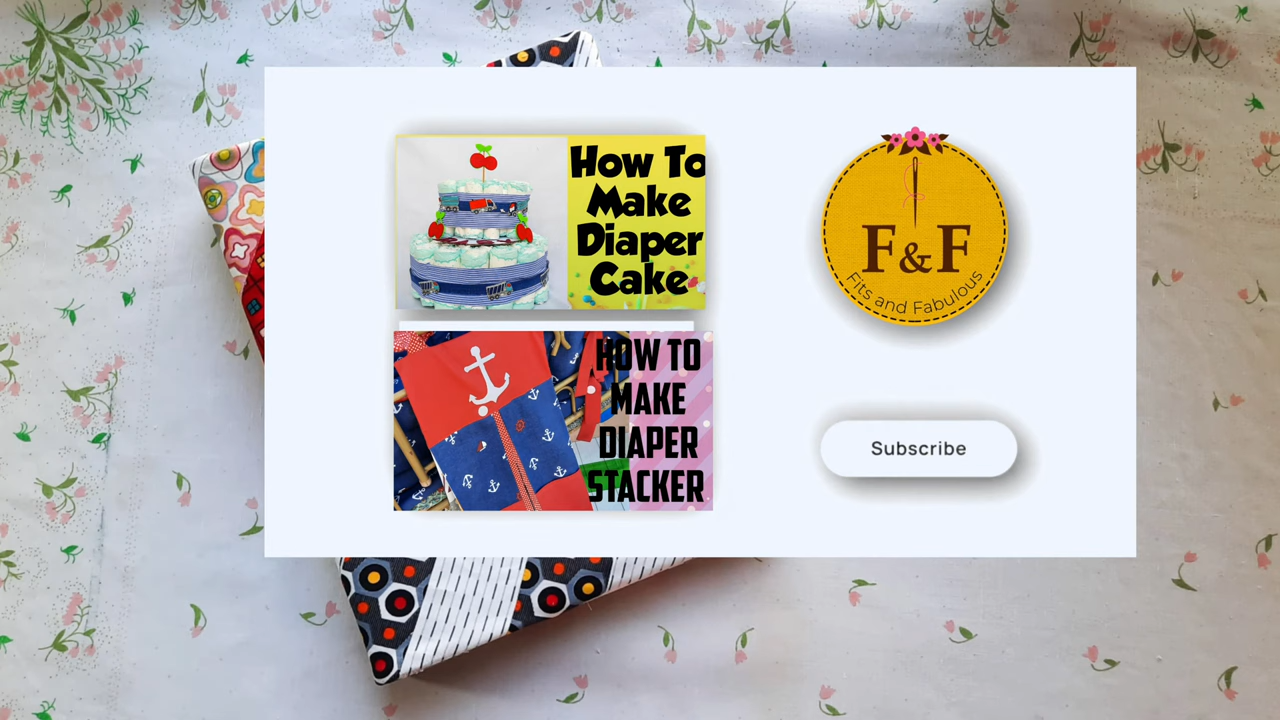 How To
Make
Diaper
Cake
HOW TO
MAKE
DIAPER
STACKER
F&F
Fits and Fabulous
Subscribe